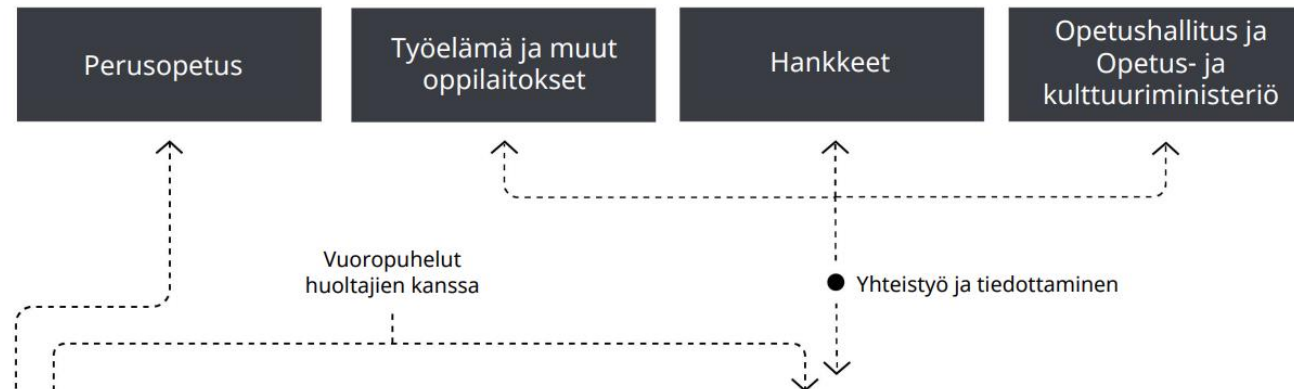 Perusopetus
Työelämä ja muut
oppilaitokset
Hankkeet
Opetushallitus ja
Opetus- ja
kulttuuriministeriö
Vuoropuhelut
huoltajien kanssa
Yhteistyö ja tiedottaminen